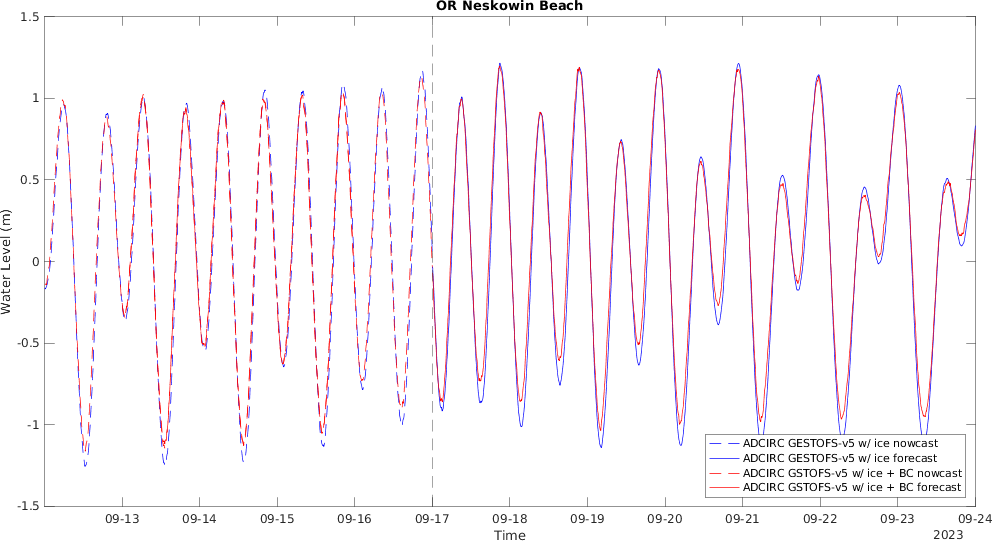 OR Neskowin Beach
1.5
1
0.5
0
-0.5
-1
-1.5
Water Level (m)
09-13 09-14 09-15 09-16 09-17 09-18 09-19 09-20 09-21 09-22 09-23 09-24
Time
2023
ADCIRC GESTOFS-v5 w/ ice nowcast
ADCIRC GESTOFS-v5 w/ ice forecast
ADCIRC GSTOFS-v5 w/ ice + BC nowcast
ADCIRC GSTOFS-v5 w/ ice + BC forecast